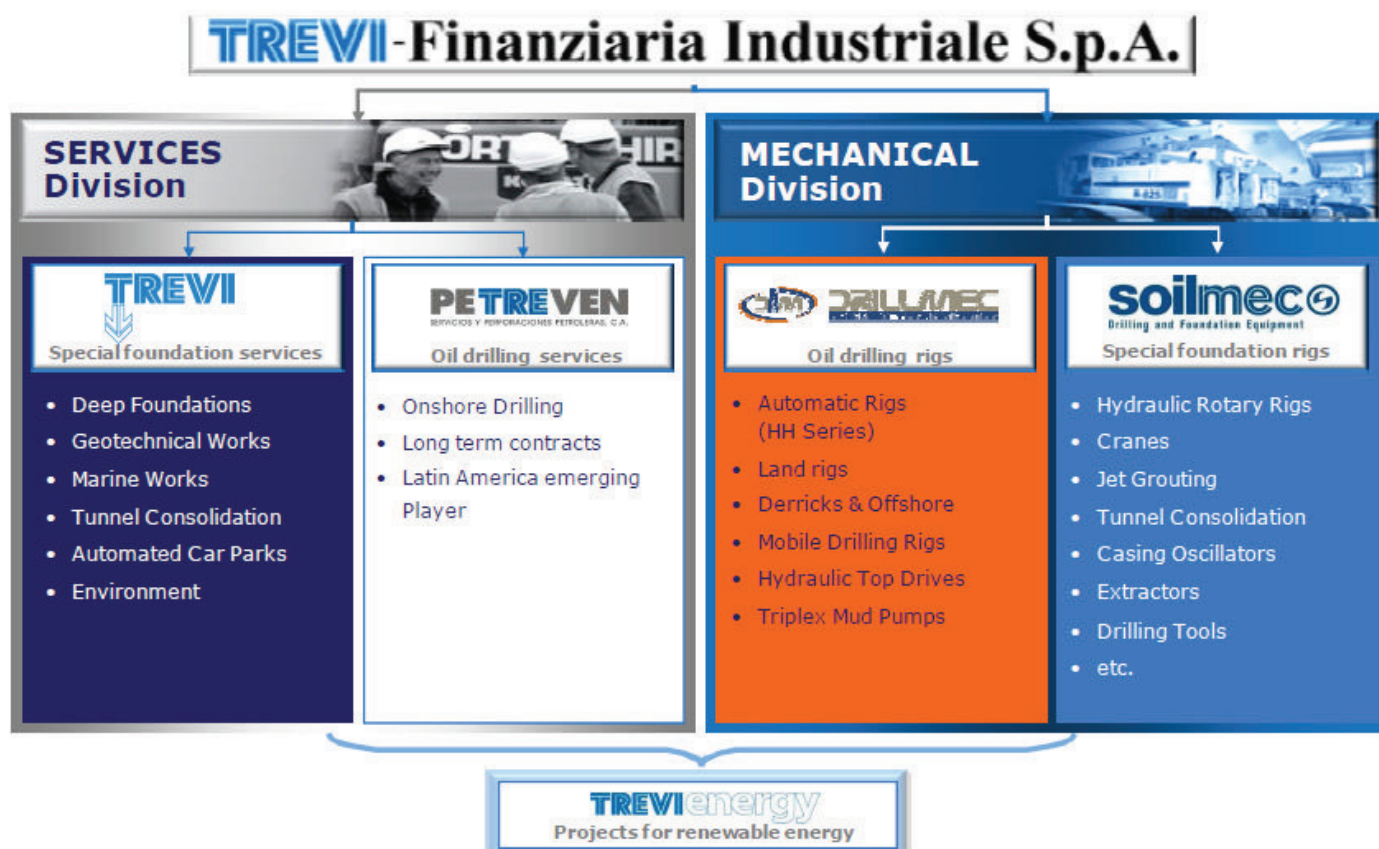 TREVI-Finanziaria Industriale S.p.A.
SERVICES
Division
MECHANICAL
Division
TREVI
Special foundation services
PETREVEN
SERVICIOS Y PERFORACIONES PETROLERAS, C.A.
Oil drilling services
DRILLMEC
Oil drilling rigs
soilmec
Drilling and Foundation Equipment
Special foundation rigs
• Deep Foundations
• Geotechnical Works
• Marine Works
• Tunnel Consolidation
• Automated Car Parks
• Environment
• Onshore Drilling
• Long term contracts
• Latin America emerging
Player
• Automatic Rigs
(HH Series)
• Land rigs
• Derricks & Offshore
• Mobile Drilling Rigs
• Hydraulic Top Drives
• Triplex Mud Pumps
• Hydraulic Rotary Rigs
• Cranes
• Jet Grouting
• Tunnel Consolidation
• Casing Oscillators
• Extractors
• Drilling Tools
• etc.
TREVIenergy
Projects for renewable energy